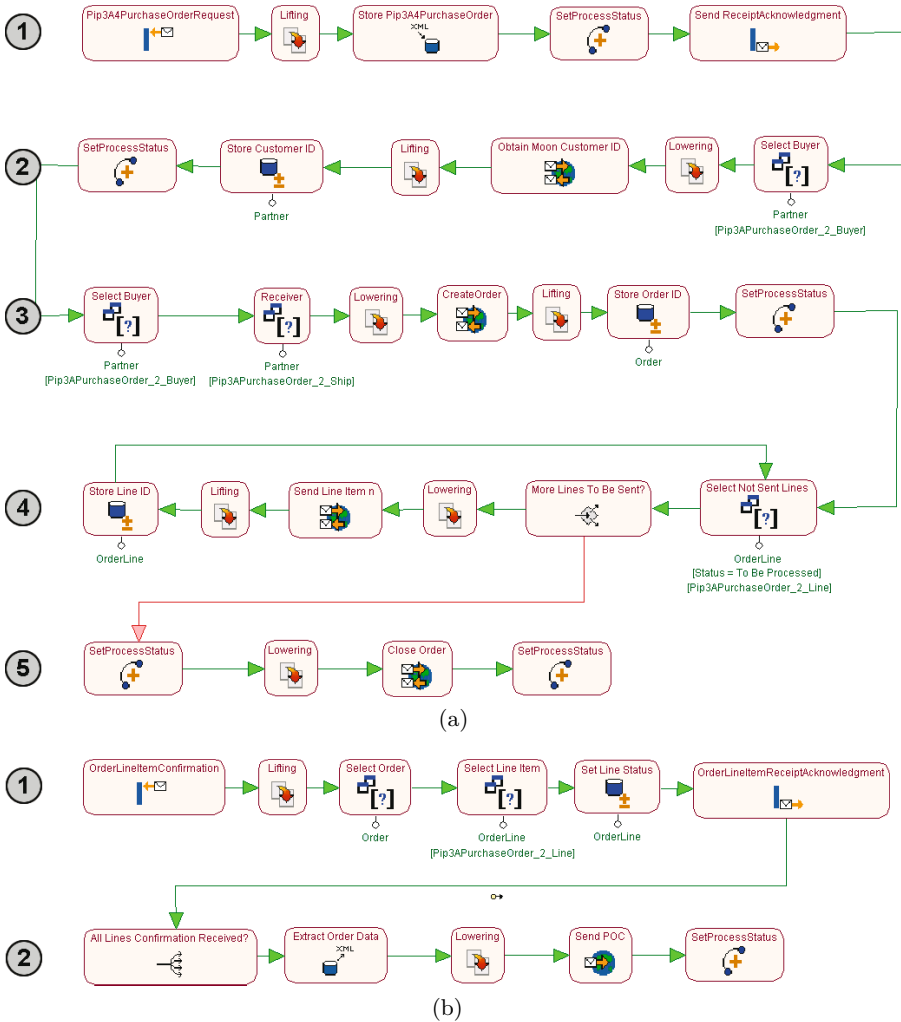 1
Pip3A4PurchaseOrderRequest
Lifting
Store Pip3A4PurchaseOrder
XML
SetProcessStatus
Send ReceiptAcknowledgment
2
SetProcessStatus
Store Customer ID
Partner
Lifting
Obtain Moon Customer ID
Lowering
Select Buyer
[?]
Partner
[Pip3APurchaseOrder_2_Buyer]
3
Select Buyer
[?]
Partner
[Pip3APurchaseOrder_2_Buyer]
Receiver
[?]
Partner
[Pip3APurchaseOrder_2_Ship]
Lowering
CreateOrder
Lifting
Store Order ID
Order
SetProcessStatus
4
Store Line ID
OrderLine
Lifting
Send Line Item n
Lowering
More Lines To Be Sent?
Select Not Sent Lines
[?]
OrderLine
[Status = To Be Processed]
[Pip3APurchaseOrder_2_Line]
5
SetProcessStatus
Lowering
Close Order
SetProcessStatus
(a)
1
OrderLineItemConfirmation
Lifting
Select Order
[?]
Order
Select Line Item
[?]
OrderLine
[Pip3APurchaseOrder_2_Line]
Set Line Status
OrderLine
OrderLineItemReceiptAcknowledgment
2
All Lines Confirmation Received?
Extract Order Data
XML
Lowering
Send POC
SetProcessStatus
(b)